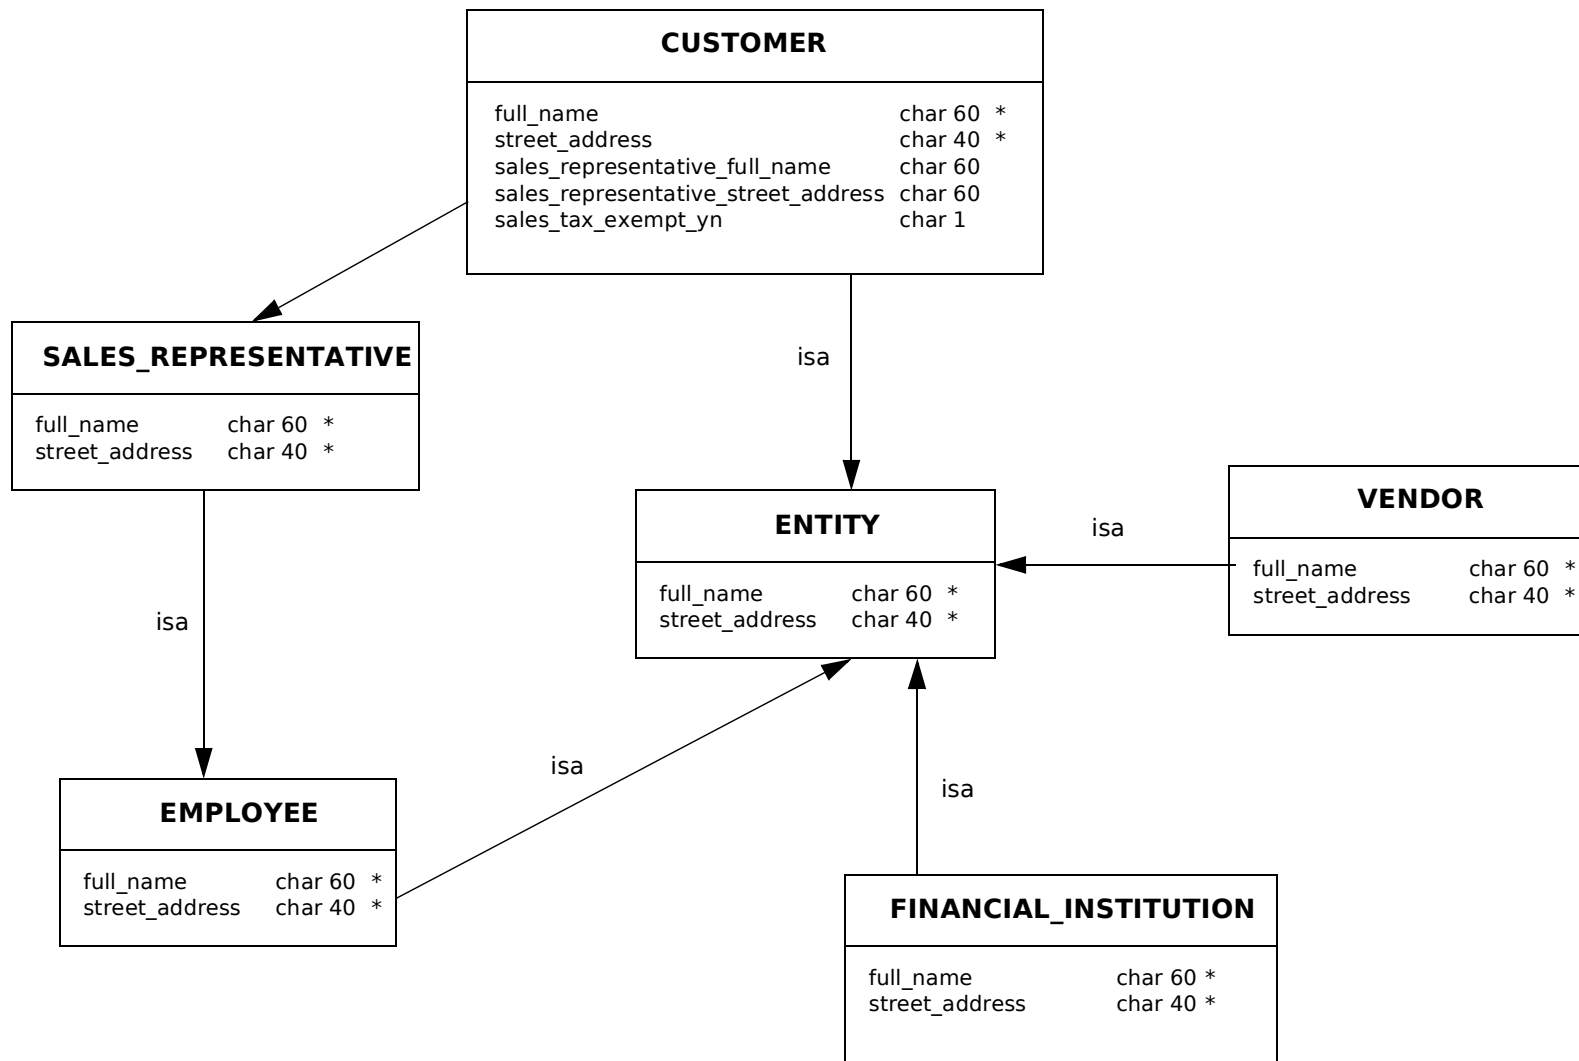 CUSTOMER
full_name char 60 *
street_address char 40 *
sales_representative_full_name char 60
sales_representative_street_address char 60
sales_tax_exempt_yn char 1
SALES_REPRESENTATIVE
full_name char 60 *
street_address char 40 *
isa
ENTITY
full_name char 60 *
street_address char 40 *
isa
VENDOR
full_name char 60 *
street_address char 40 *
isa
isa
isa
EMPLOYEE
full_name char 60 *
street_address char 40 *
FINANCIAL_INSTITUTION
full_name char 60 *
street_address char 40 *